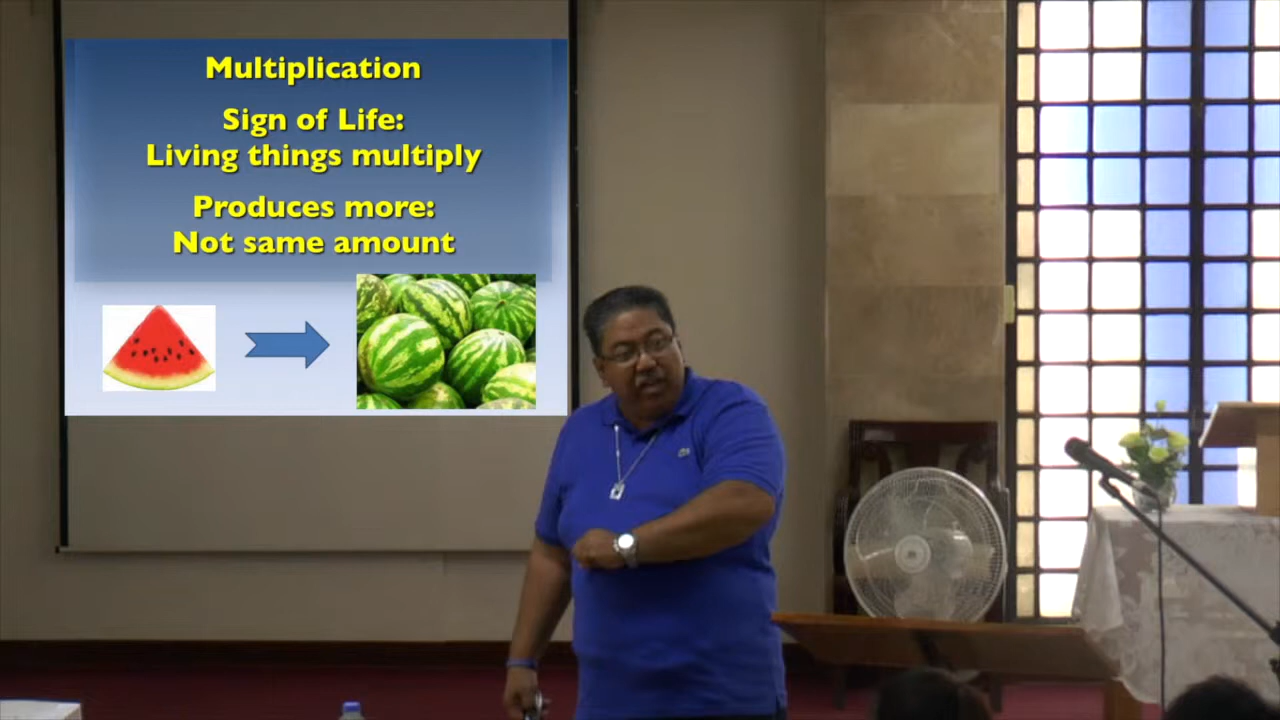 Multiplication
Sign of Life:
Living things multiply
Produces more:
Not same amount